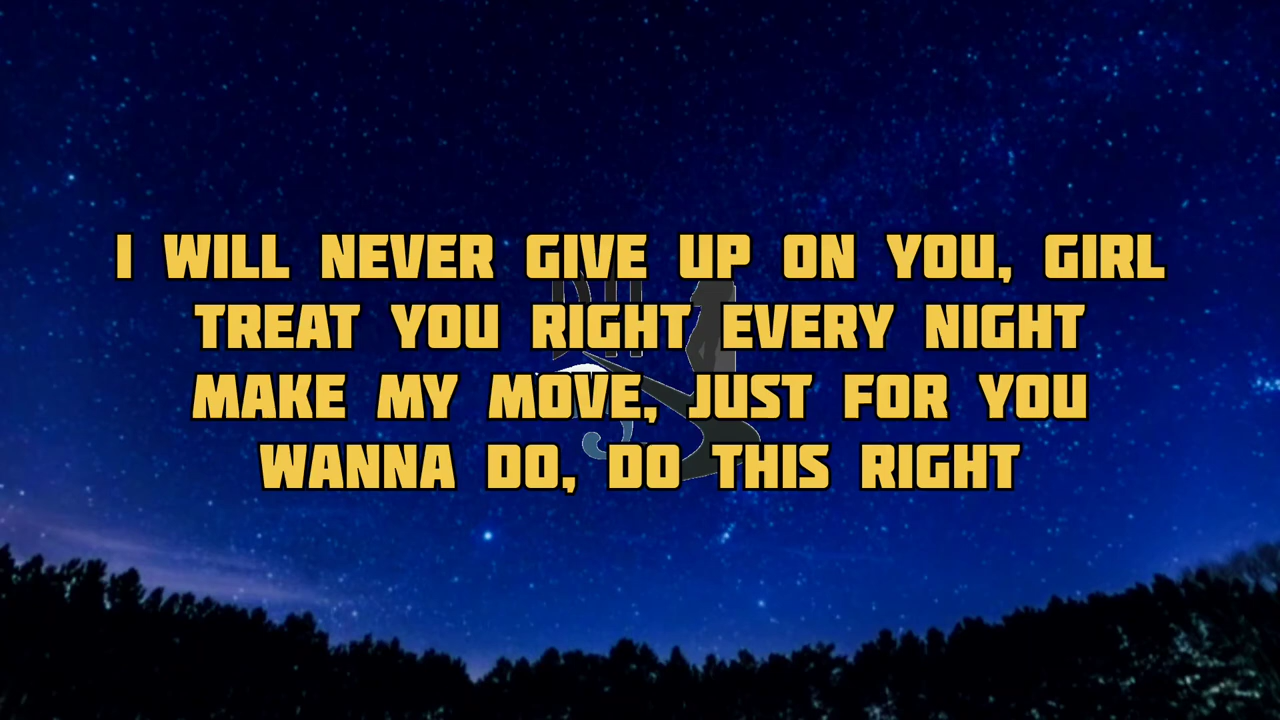 I WILL NEVER GIVE UP ON YOU, GIRL
TREAT YOU RIGHT EVERY NIGHT
MAKE MY MOVE, JUST FOR YOU
WANNA DO, DO THIS RIGHT